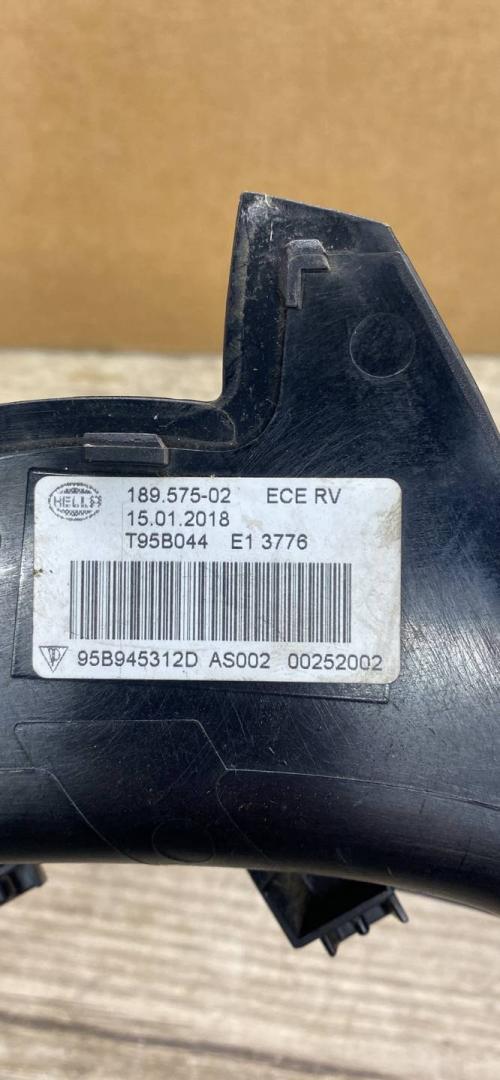 HELLA
189.575-02 ECE RV
15.01.2018
T95B044 E1 3776
95B945312D AS002 00252002